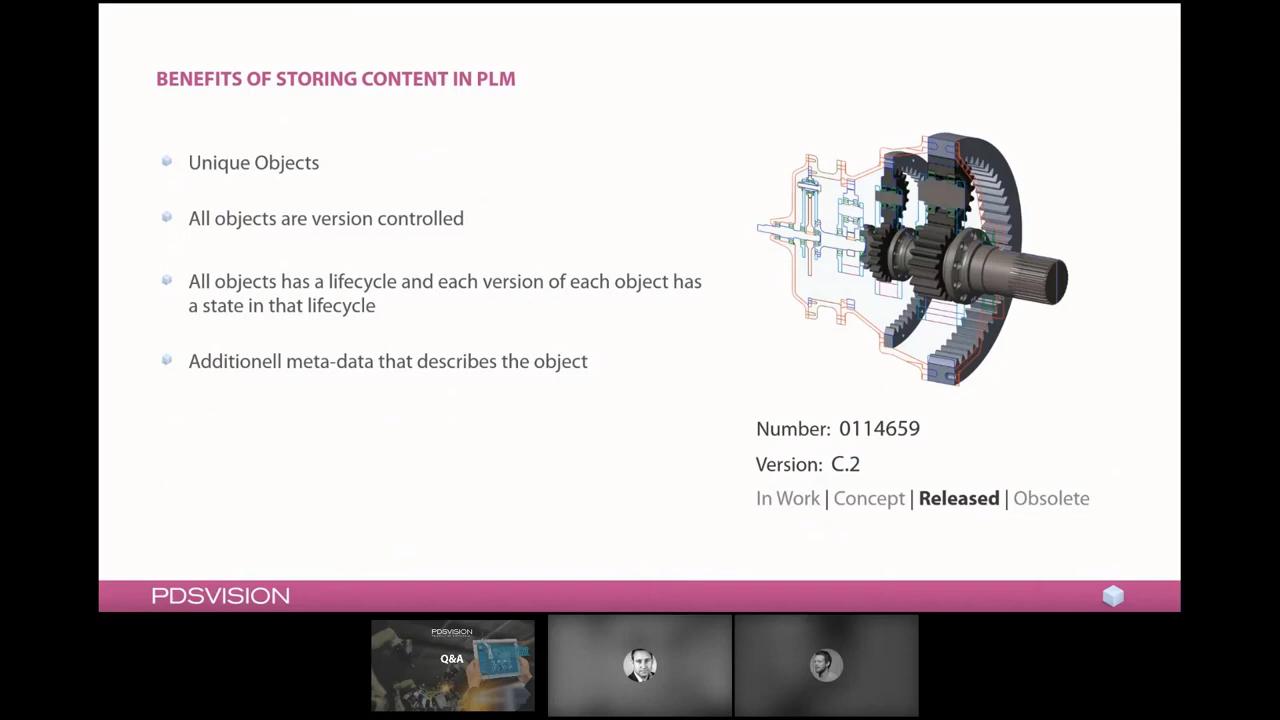 BENEFITS OF STORING CONTENT IN PLM
Unique Objects
All objects are version controlled
All objects has a lifecycle and each version of each object has
a state in that lifecycle
Additionell meta-data that describes the object
Number: 0114659
Version: C.2
In Work | Concept | Released | Obsolete
PDSVISION
PDSVISION
Q&A